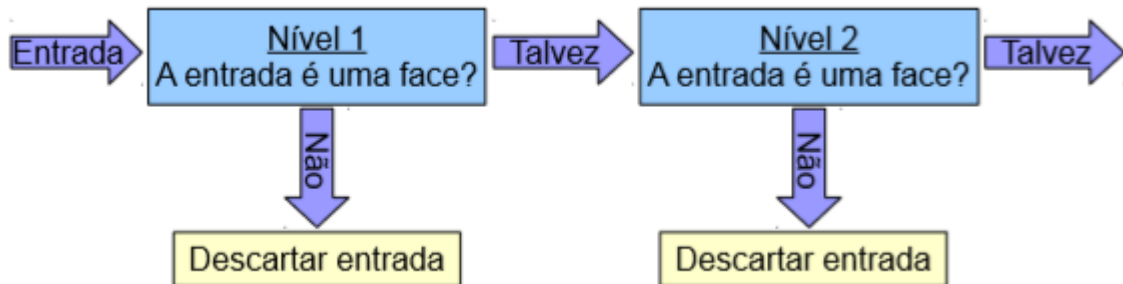 Entrada
Nível 1
A entrada é uma face?
Talvez
Nível 2
A entrada é uma face?
Talvez
Não
Não
Descartar entrada
Descartar entrada